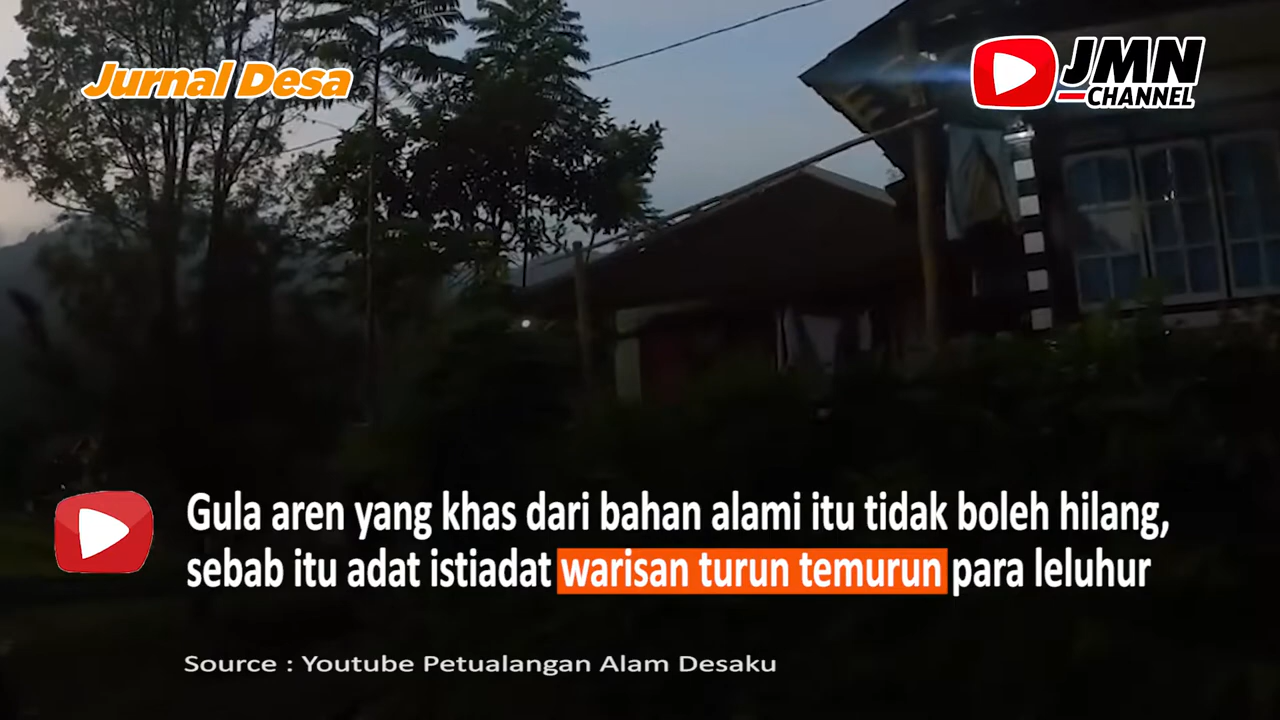 Jurnal Desa
JMN
CHANNEL
Gula aren yang khas dari bahan alami itu tidak boleh hilang,
sebab itu adat istiadat warisan turun temurun para leluhur
Source : Youtube Petualangan Alam Desaku